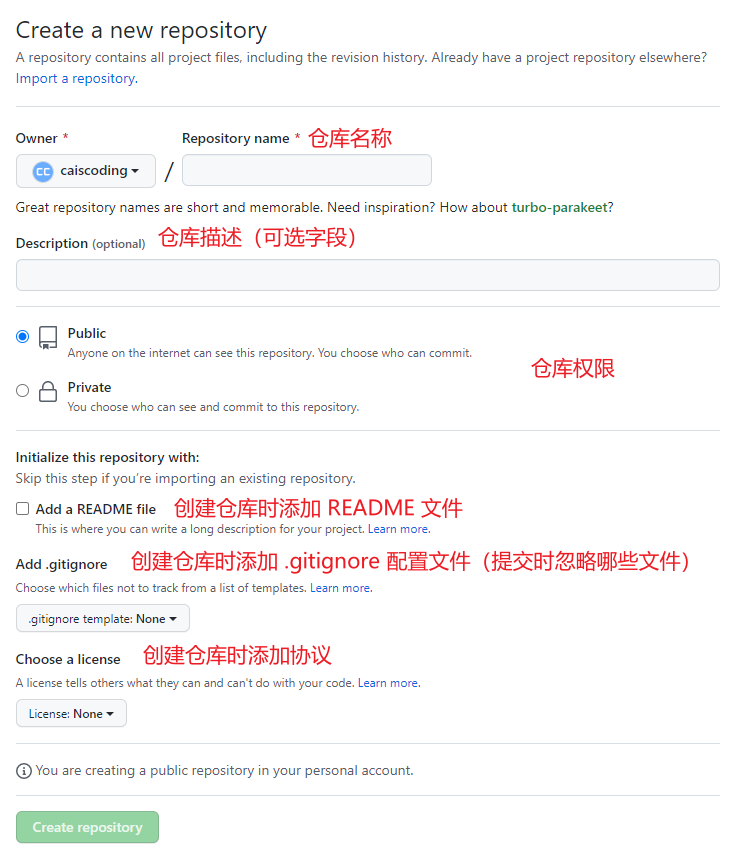 Create a new repository
A repository contains all project files, including the revision history. Already have a project repository elsewhere?
Import a repository.
Owner * Repository name * 仓库名称
CC caiscoding /
Great repository names are short and memorable. Need inspiration? How about turbo-parakeet?
Description (optional) 仓库描述（可选字段）
Public
Anyone on the internet can see this repository. You choose who can commit.
仓库权限
Private
You choose who can see and commit to this repository.
Initialize this repository with:
Skip this step if you’re importing an existing repository.
Add a README file 创建仓库时添加 README 文件
This is where you can write a long description for your project. Learn more.
Add .gitignore 创建仓库时添加 .gitignore 配置文件（提交时忽略哪些文件）
Choose which files not to track from a list of templates. Learn more.
.gitignore template: None
Choose a license 创建仓库时添加协议
A license tells others what they can and can't do with your code. Learn more.
License: None
You are creating a public repository in your personal account.
Create repository